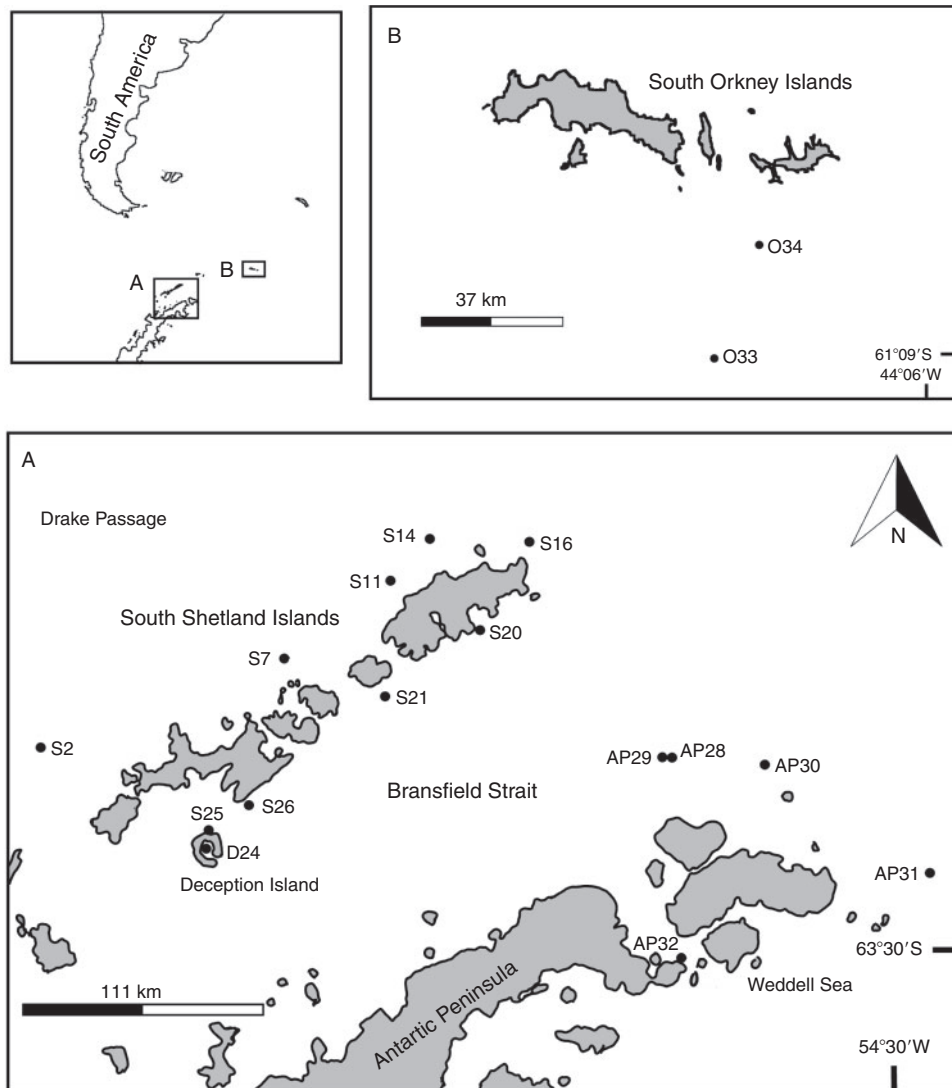 South America
A
B
B
South Orkney Islands
O34
37 km
O33
61°09′S
44°06′W
A
Drake Passage
N
S14
S16
S11
South Shetland Islands
S20
S7
S21
S2
AP29
AP28
AP30
Bransfield Strait
S26
S25
D24
Deception Island
AP31
AP32
63°30′S
Weddell Sea
111 km
Antartic Peninsula
54°30′W